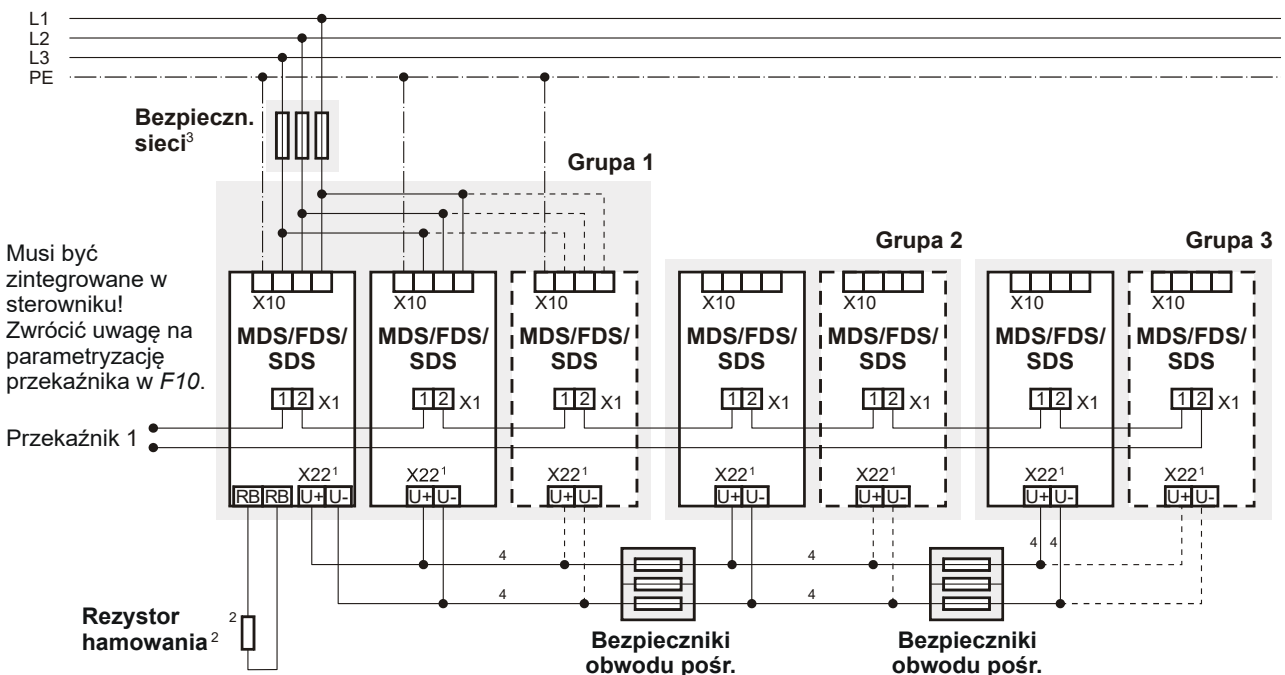 L1
L2
L3
PE
Bezpieczn.
sieci³
Grupa 1
Grupa 2
Grupa 3
Musi być
zintegrowane w
sterowniku!
Zwrócić uwagę na
parametryzację
przekaźnika w F10.
X10 X10 X10 X10 X10 X10 X10
MDS/FDS/ MDS/FDS/ MDS/FDS/ MDS/FDS/ MDS/FDS/ MDS/FDS/ MDS/FDS/
SDS SDS SDS SDS SDS SDS SDS
1 2 X1 1 2 X1 1 2 X1 1 2 X1 1 2 X1 1 2 X1 1 2 X1
Przekaźnik 1
X22¹ X22¹ X22¹ X22¹ X22¹ X22¹ X22¹
RB RB U+ U- U+ U- U+ U- U+ U- U+ U- U+ U- U+ U-
4 4 4 4
4 4
Rezystor
hamowania²
2
Bezpieczniki
obwodu pośr.
Bezpieczniki
obwodu pośr.